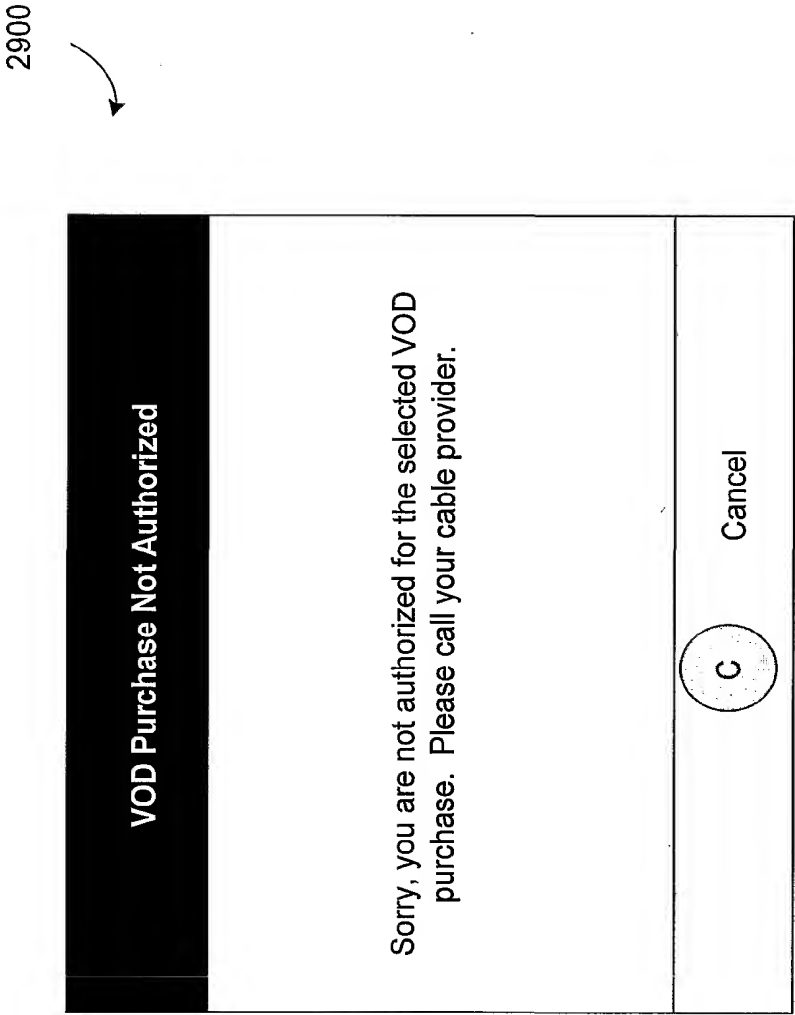 2900
VOD Purchase Not Authorized
Sorry, you are not authorized for the selected VOD
purchase. Please call your cable provider.
C
Cancel